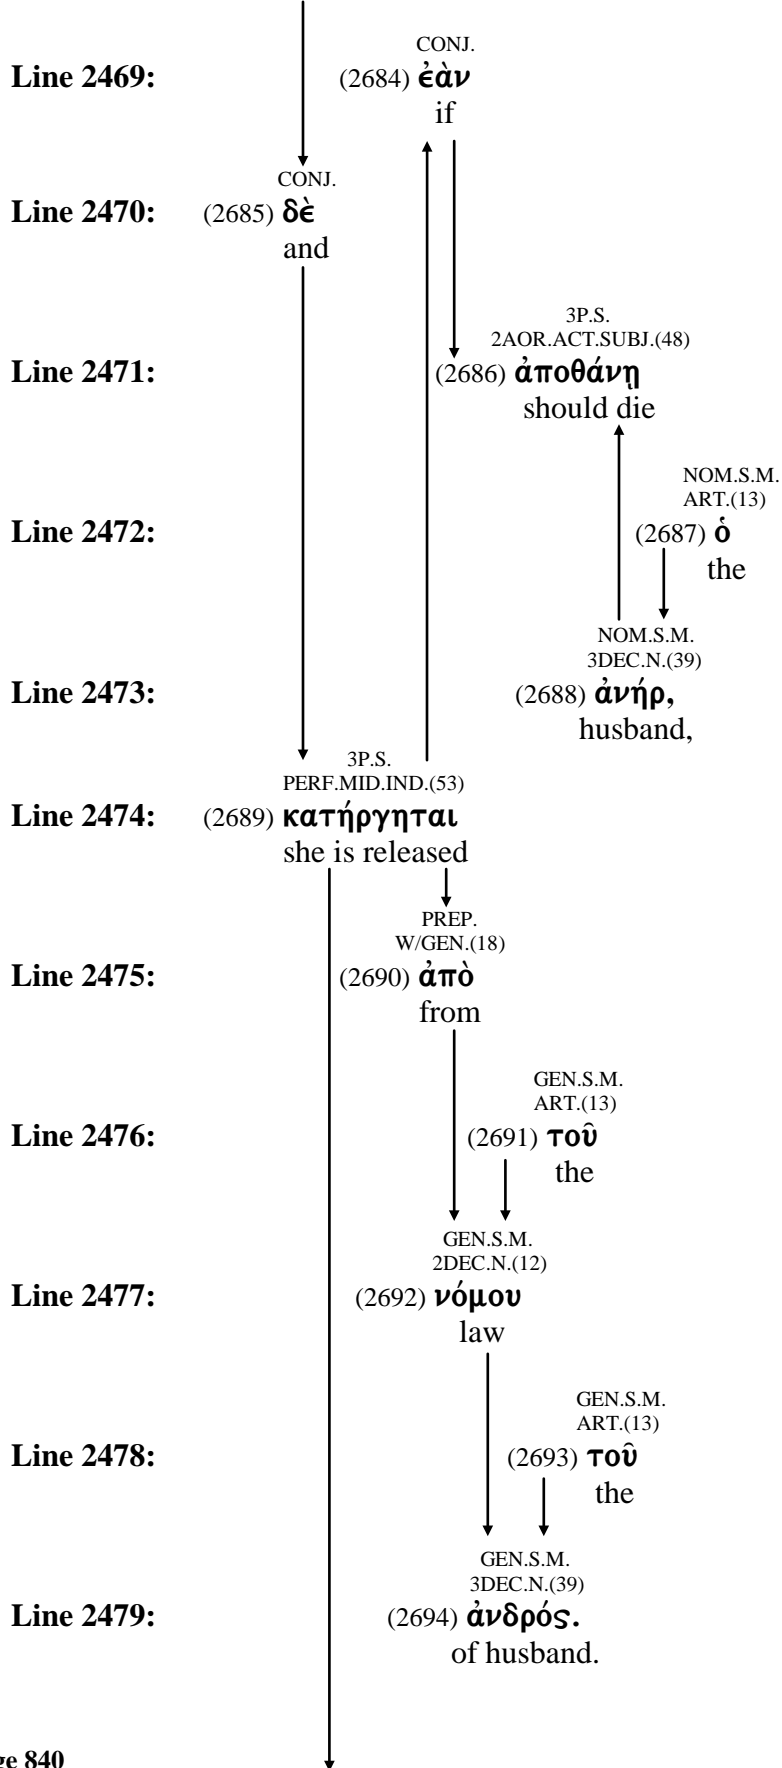 CONJ.
Line 2469: (2684) ἐὰν
if
CONJ.
Line 2470: (2685) δὲ
and
3P.S.
2AOR.ACT.SUBJ.(48)
Line 2471: (2686) ἀποθάνῃ
should die
NOM.S.M.
ART.(13)
Line 2472: (2687) ὁ
the
NOM.S.M.
3DEC.N.(39)
Line 2473: (2688) ἀνήρ,
husband,
3P.S.
PERF.MID.IND.(53)
Line 2474: (2689) κατήργηται
she is released
PREP.
W/GEN.(18)
Line 2475: (2690) ἀπὸ
from
GEN.S.M.
ART.(13)
Line 2476: (2691) τοῦ
the
GEN.S.M.
2DEC.N.(12)
Line 2477: (2692) νόμου
law
GEN.S.M.
ART.(13)
Line 2478: (2693) τοῦ
the
GEN.S.M.
3DEC.N.(39)
Line 2479: (2694) ἀνδρός.
of husband.
ge 840